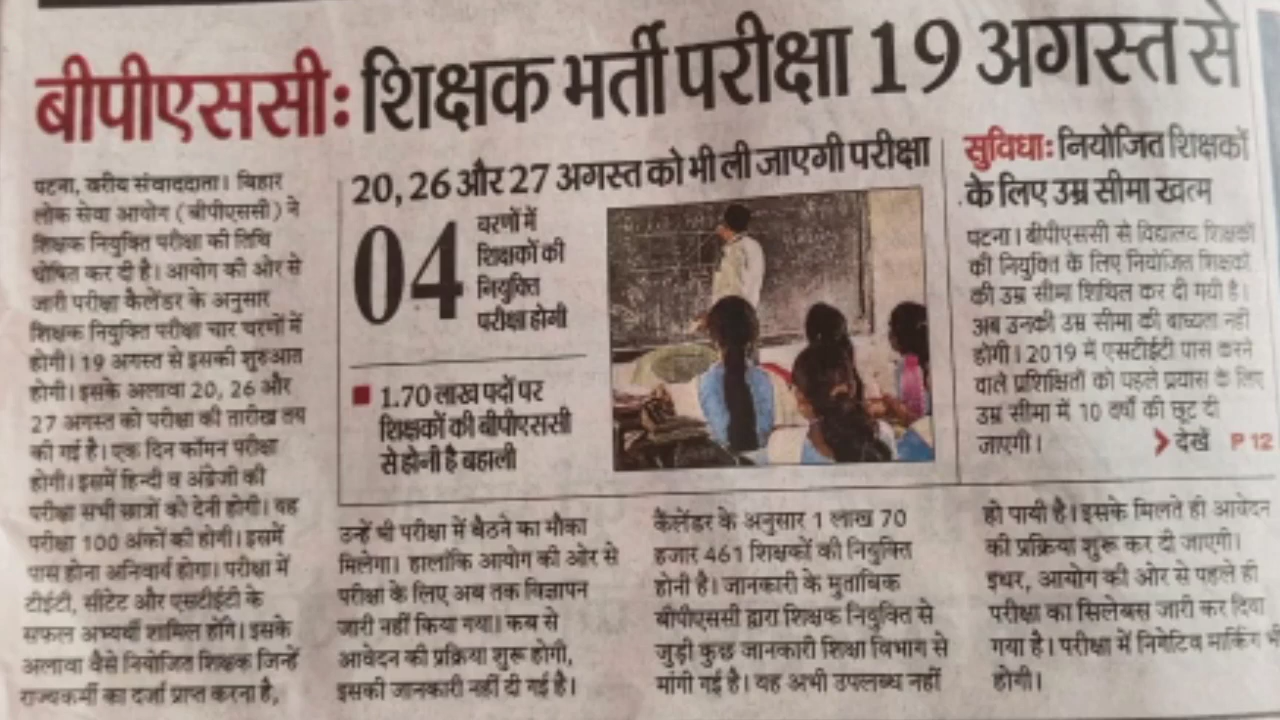 बीपीएससीः शिक्षक भर्ती परीक्षा 19 अगस्त से
पटना, वरीय संवाददाता। बिहार
लोक सेवा आयोग (बीपीएससी) ने
शिक्षक नियुक्ति परीक्षा की तिथि
घोषित कर दी है। आयोग की ओर से
जारी परीक्षा कैलेंडर के अनुसार
शिक्षक नियुक्ति परीक्षा चार चरणों में
होगी। 19 अगस्त से इसकी शुरुआत
होगी। इसके अलावा 20, 26 और
27 अगस्त को परीक्षा की तारीख तय
की गई है। एक दिन कॉमन परीक्षा
होगी। इसमें हिन्दी व अंग्रेजी की
परीक्षा सभी छात्रों को देनी होगी। यह
परीक्षा 100 अंकों की होगी। इसमें
पास होना अनिवार्य होगा। परीक्षा में
टीईटी, सीटेट और एसटीईटी के
सफल अभ्यर्थी शामिल होंगे। इसके
अलावा वैसे नियोजित शिक्षक जिन्हें
राज्यकर्मी का दर्जा प्राप्त करना है,
20, 26 और 27 अगस्त को भी ली जाएगी परीक्षा
04
चरणों में
शिक्षकों की
नियुक्ति
परीक्षा होगी
1.70 लाख पदों पर
शिक्षकों की बीपीएससी
से होनी है बहाली
उन्हें भी परीक्षा में बैठने का मौका
मिलेगा। हालांकि आयोग की ओर से
परीक्षा के लिए अब तक विज्ञापन
जारी नहीं किया गया। कब से
आवेदन की प्रक्रिया शुरू होगी,
इसकी जानकारी नहीं दी गई है।
कैलेंडर के अनुसार 1 लाख 70
हजार 461 शिक्षकों की नियुक्ति
होनी है। जानकारी के मुताबिक
बीपीएससी द्वारा शिक्षक नियुक्ति से
जुड़ी कुछ जानकारी शिक्षा विभाग से
मांगी गई है। वह अभी उपलब्ध नहीं
हो पायी है। इसके मिलते ही आवेदन
की प्रक्रिया शुरू कर दी जाएगी।
इधर, आयोग की ओर से पहले ही
परीक्षा का सिलेबस जारी कर दिया
गया है। परीक्षा में निगेटिव मार्किंग भी
होगी।
सुविधाः नियोजित शिक्षकों
के लिए उम्र सीमा खत्म
पटना। बीपीएससी से विद्यालय शिक्षकों
की नियुक्ति के लिए नियोजित शिक्षकों
की उम्र सीमा शिथिल कर दी गयी है।
अब उनकी उम्र सीमा की बाध्यता नहीं
होगी। 2019 में एसटीईटी पास करने
वाले प्रशिक्षितों को पहले प्रयास के लिए
उम्र सीमा में 10 वर्षों की छूट दी
जाएगी। देखें P 12